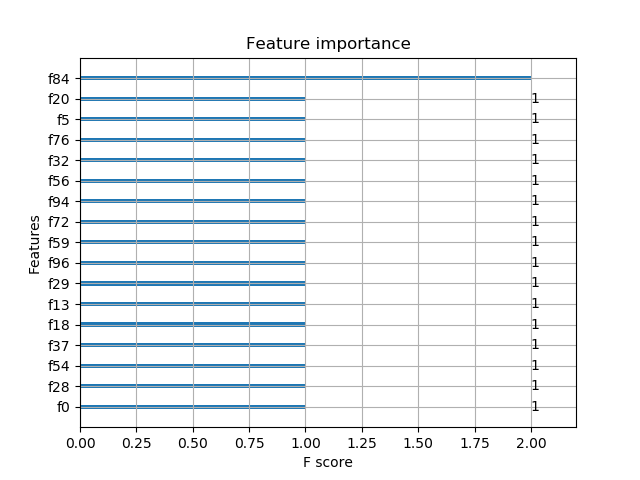 Feature importance
f84
f20 1
f5 1
f76 1
f32 1
f56 1
f94 1
f72 1
f59 1
f96 1
f29 1
f13 1
f18 1
f37 1
f54 1
f28 1
f0 1
Features
0.00 0.25 0.50 0.75 1.00 1.25 1.50 1.75 2.00
F score